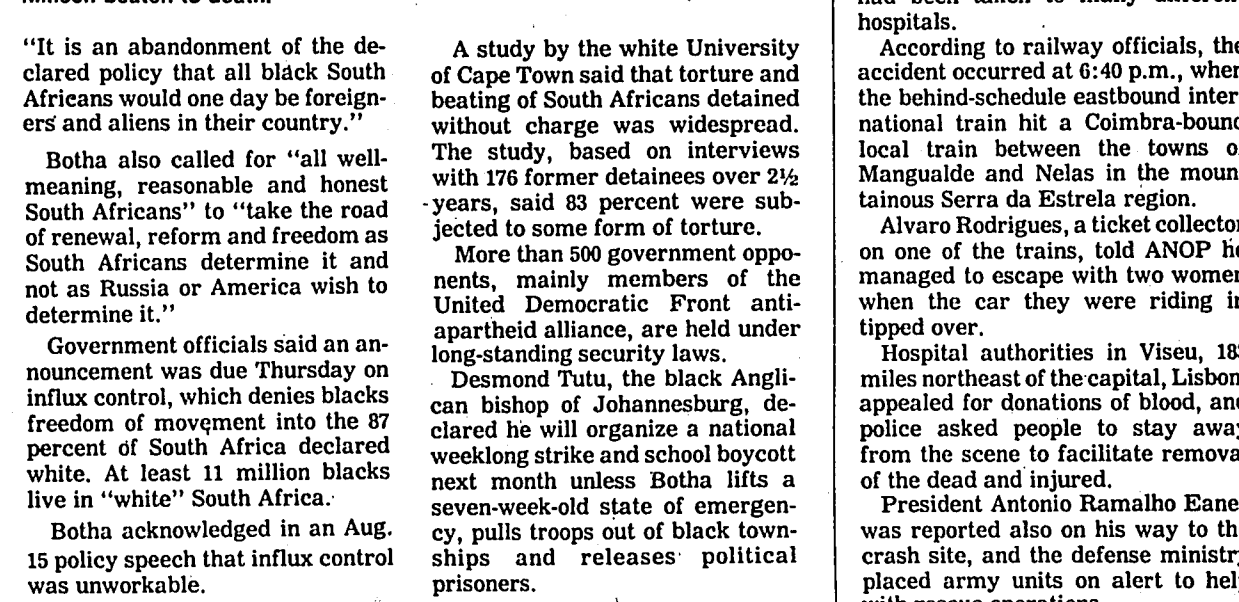 "It is an abandonment of the de-
clared policy that all black South
Africans would one day be foreign-
ers and aliens in their country."
Botha also called for "all well-
meaning, reasonable and honest
South Africans" to "take the road
of renewal, reform and freedom as
South Africans determine it and
not as Russia or America wish to
determine it."
Government officials said an an-
nouncement was due Thursday on
influx control, which denies blacks
freedom of movement into the 87
percent of South Africa declared
white. At least 11 million blacks
live in "white" South Africa.
Botha acknowledged in an Aug.
15 policy speech that influx control
was unworkable.
A study by the white University
of Cape Town said that torture and
beating of South Africans detained
without charge was widespread.
The study, based on interviews
with 176 former detainees over 2½
years, said 83 percent were sub-
jected to some form of torture.
More than 500 government oppo-
nents, mainly members of the
United Democratic Front anti-
apartheid alliance, are held under
long-standing security laws.
Desmond Tutu, the black Angli-
can bishop of Johannesburg, de-
clared he will organize a national
weeklong strike and school boycott
next month unless Botha lifts a
seven-week-old state of emergen-
cy, pulls troops out of black town-
ships and releases political
prisoners.
hospitals.
According to railway officials, the
accident occurred at 6:40 p.m., when
the behind-schedule eastbound inter
national train hit a Coimbra-bound
local train between the towns o
Mangualde and Nelas in the moun
tainous Serra da Estrela region.
Alvaro Rodrigues, a ticket collector
on one of the trains, told ANOP he
managed to escape with two women
when the car they were riding in
tipped over.
Hospital authorities in Viseu, 18
miles northeast of the capital, Lisbon
appealed for donations of blood, and
police asked people to stay away
from the scene to facilitate remova
of the dead and injured.
President Antonio Ramalho Eane
was reported also on his way to th
crash site, and the defense ministry
placed army units on alert to help